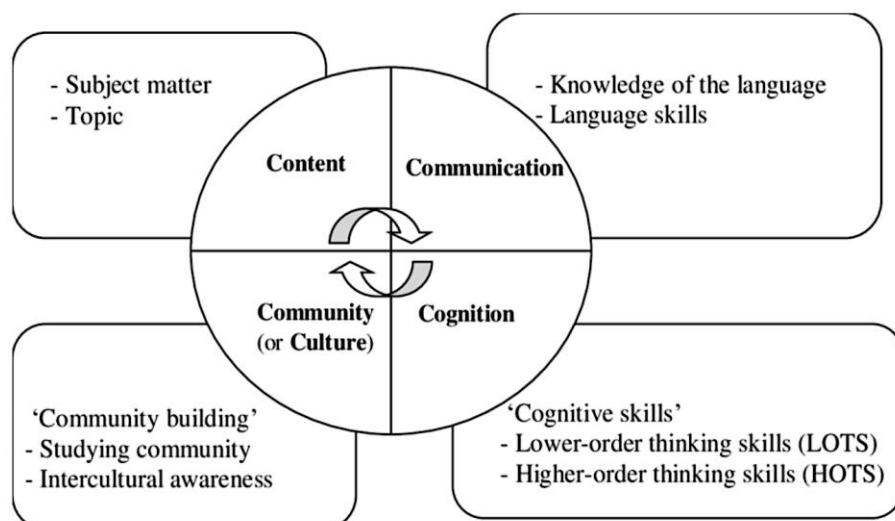 - Subject matter
- Topic
- Knowledge of the language
- Language skills
Content
Communication
Community
(or Culture)
Cognition
‘Community building’
- Studying community
- Intercultural awareness
‘Cognitive skills’
- Lower-order thinking skills (LOTS)
- Higher-order thinking skills (HOTS)